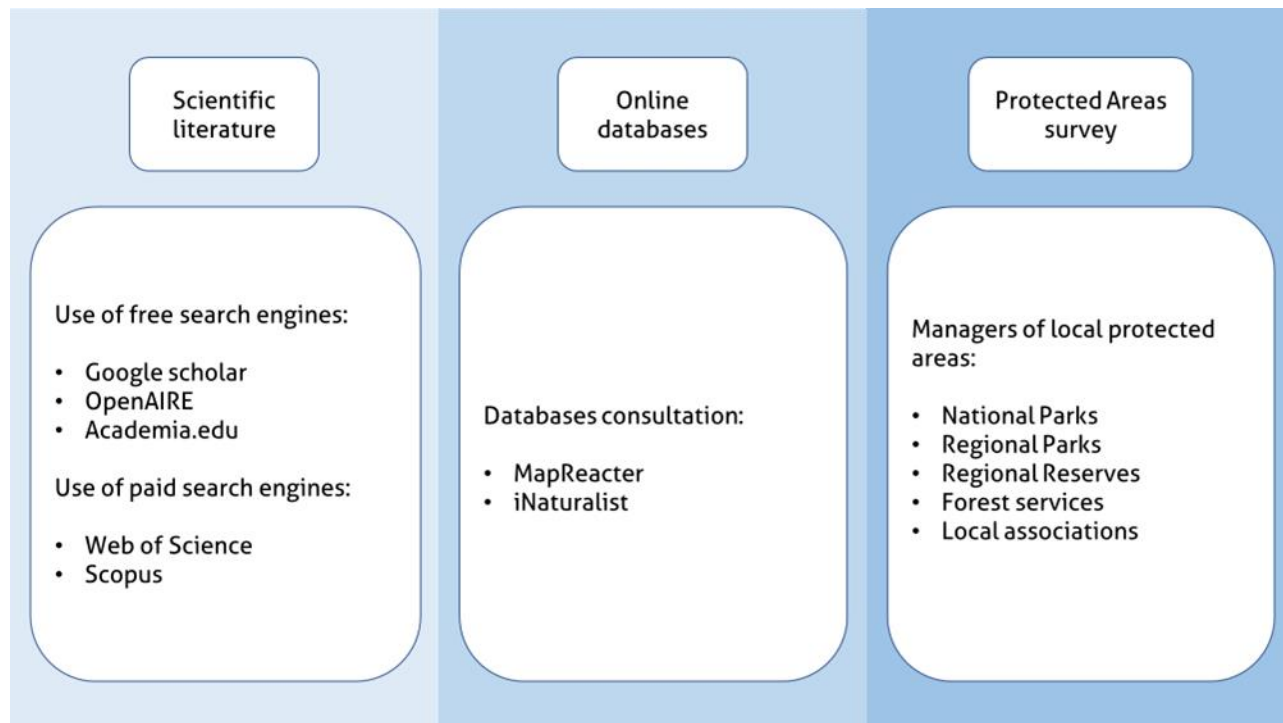 Scientific
literature
Use of free search engines:
• Google scholar
• OpenAIRE
• Academia.edu
Use of paid search engines:
• Web of Science
• Scopus
Online
databases
Databases consultation:
• MapReacter
• iNaturalist
Protected Areas
survey
Managers of local protected
areas:
• National Parks
• Regional Parks
• Regional Reserves
• Forest services
• Local associations